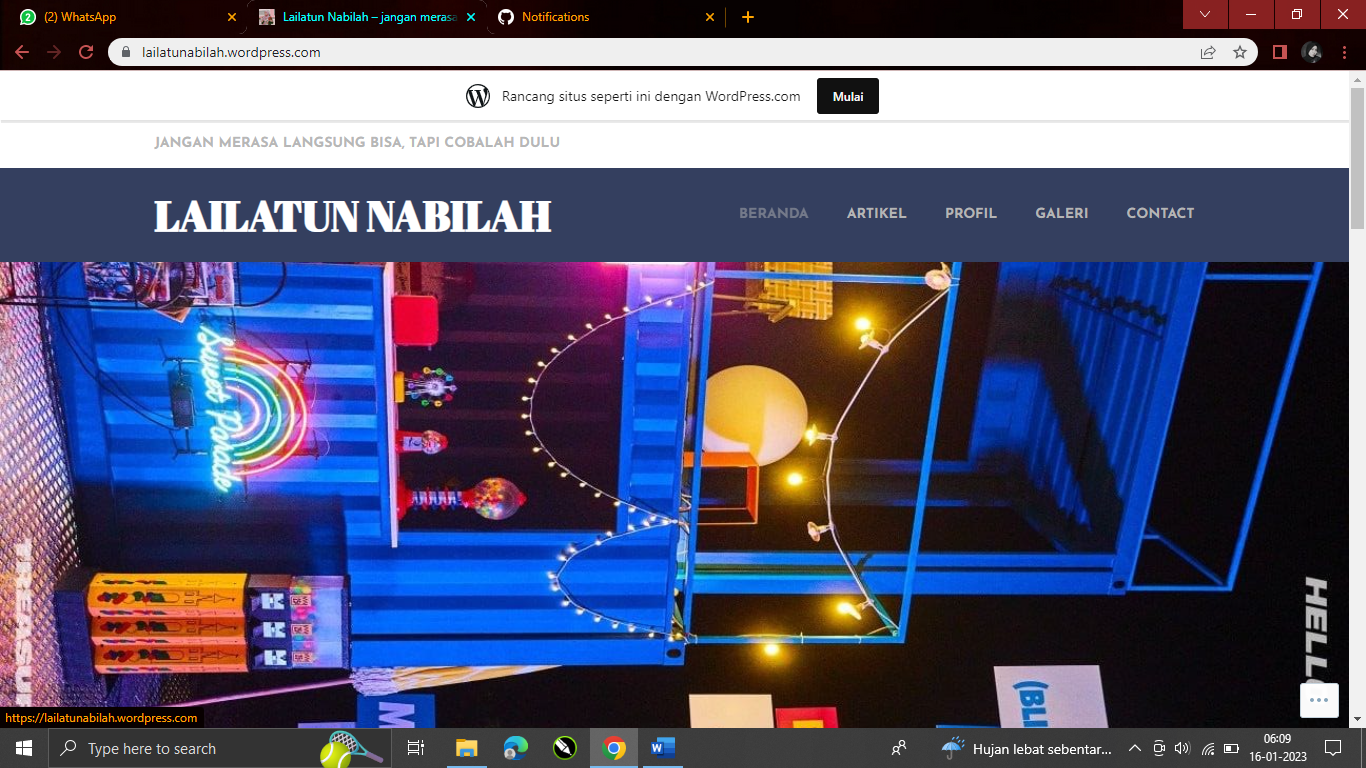 (2) WhatsApp
Lailatun Nabilah – jangan merasa
Notifications
lailatunabilah.wordpress.com
Rancang situs seperti ini dengan WordPress.com
Mulai
JANGAN MERASA LANGSUNG BISA, TAPI COBALAH DULU
LAILATUN NABILAH
BERANDA
ARTIKEL
PROFIL
GALERI
CONTACT
Sweet Parade
HELLO
(BLU
M
https://lailatunabilah.wordpress.com
Type here to search
Hujan lebat sebentar...
06:09
16-01-2023